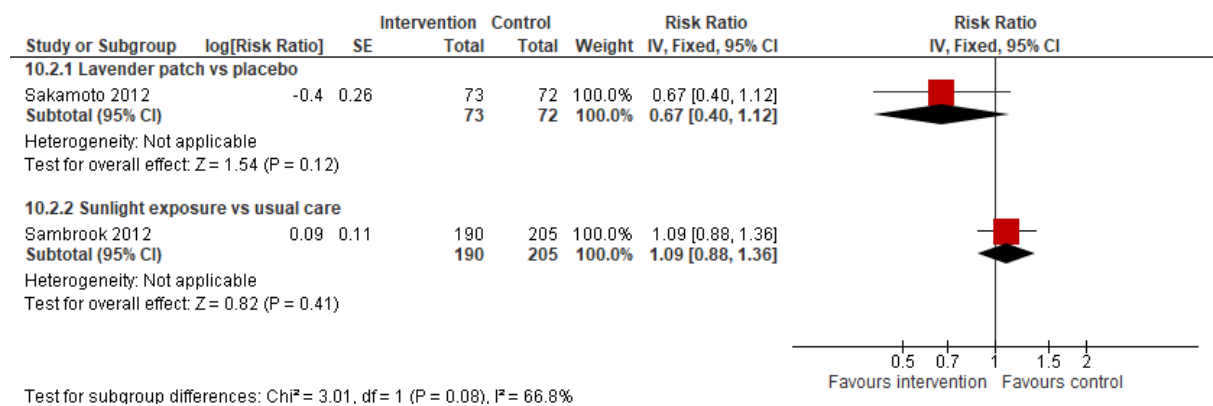 Intervention Control Risk Ratio Risk Ratio
Study or Subgroup log[Risk Ratio] SE Total Total Weight IV, Fixed, 95% CI IV, Fixed, 95% CI
10.2.1 Lavender patch vs placebo
Sakamoto 2012 -0.4 0.26 73 72 100.0% 0.67 [0.40, 1.12]
Subtotal (95% CI) 73 72 100.0% 0.67 [0.40, 1.12]
Heterogeneity: Not applicable
Test for overall effect: Z = 1.54 (P = 0.12)
10.2.2 Sunlight exposure vs usual care
Sambrook 2012 0.09 0.11 190 205 100.0% 1.09 [0.88, 1.36]
Subtotal (95% CI) 190 205 100.0% 1.09 [0.88, 1.36]
Heterogeneity: Not applicable
Test for overall effect: Z = 0.82 (P = 0.41)
0.5 0.7 1 1.5 2
Favours intervention Favours control
Test for subgroup differences: Chi² = 3.01, df = 1 (P = 0.08), I² = 66.8%